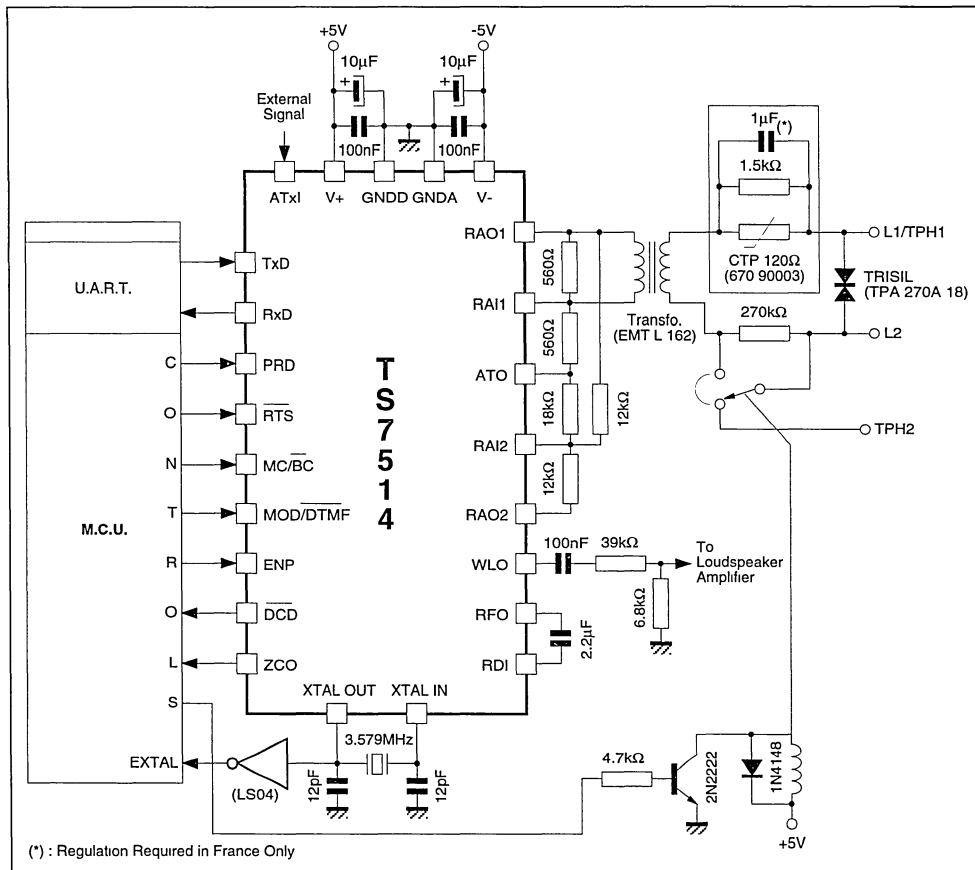 +5V
-5V
10μF
10μF
+
+
External
Signal
100nF
100nF
1μF
(*)
1.5kΩ
ATxI
V+
GNDD
GNDA
V-
RAO1
L1/TPH1
CTP 120Ω
(670 90003)
TxD
U.A.R.T.
560Ω
TRISIL
(TPA 270A 18)
RxD
RAI1
270kΩ
L2
Transfo.
(EMT L 162)
560Ω
C
PRD
ATO
TS7514
O
RTS
18kΩ
12kΩ
TPH2
N
MC/BC
RAI2
12kΩ
M.C.U.
T
MOD/DTMF
RAO2
100nF
39kΩ
To
Loudspeaker
Amplifier
R
ENP
WLO
6.8kΩ
O
DCD
RFO
2.2μF
L
ZCO
RDI
S
XTAL OUT
XTAL IN
3.579MHz
EXTAL
(LS04)
12pF
12pF
4.7kΩ
2N2222
1N4148
+5V
(*) : Regulation Required in France Only